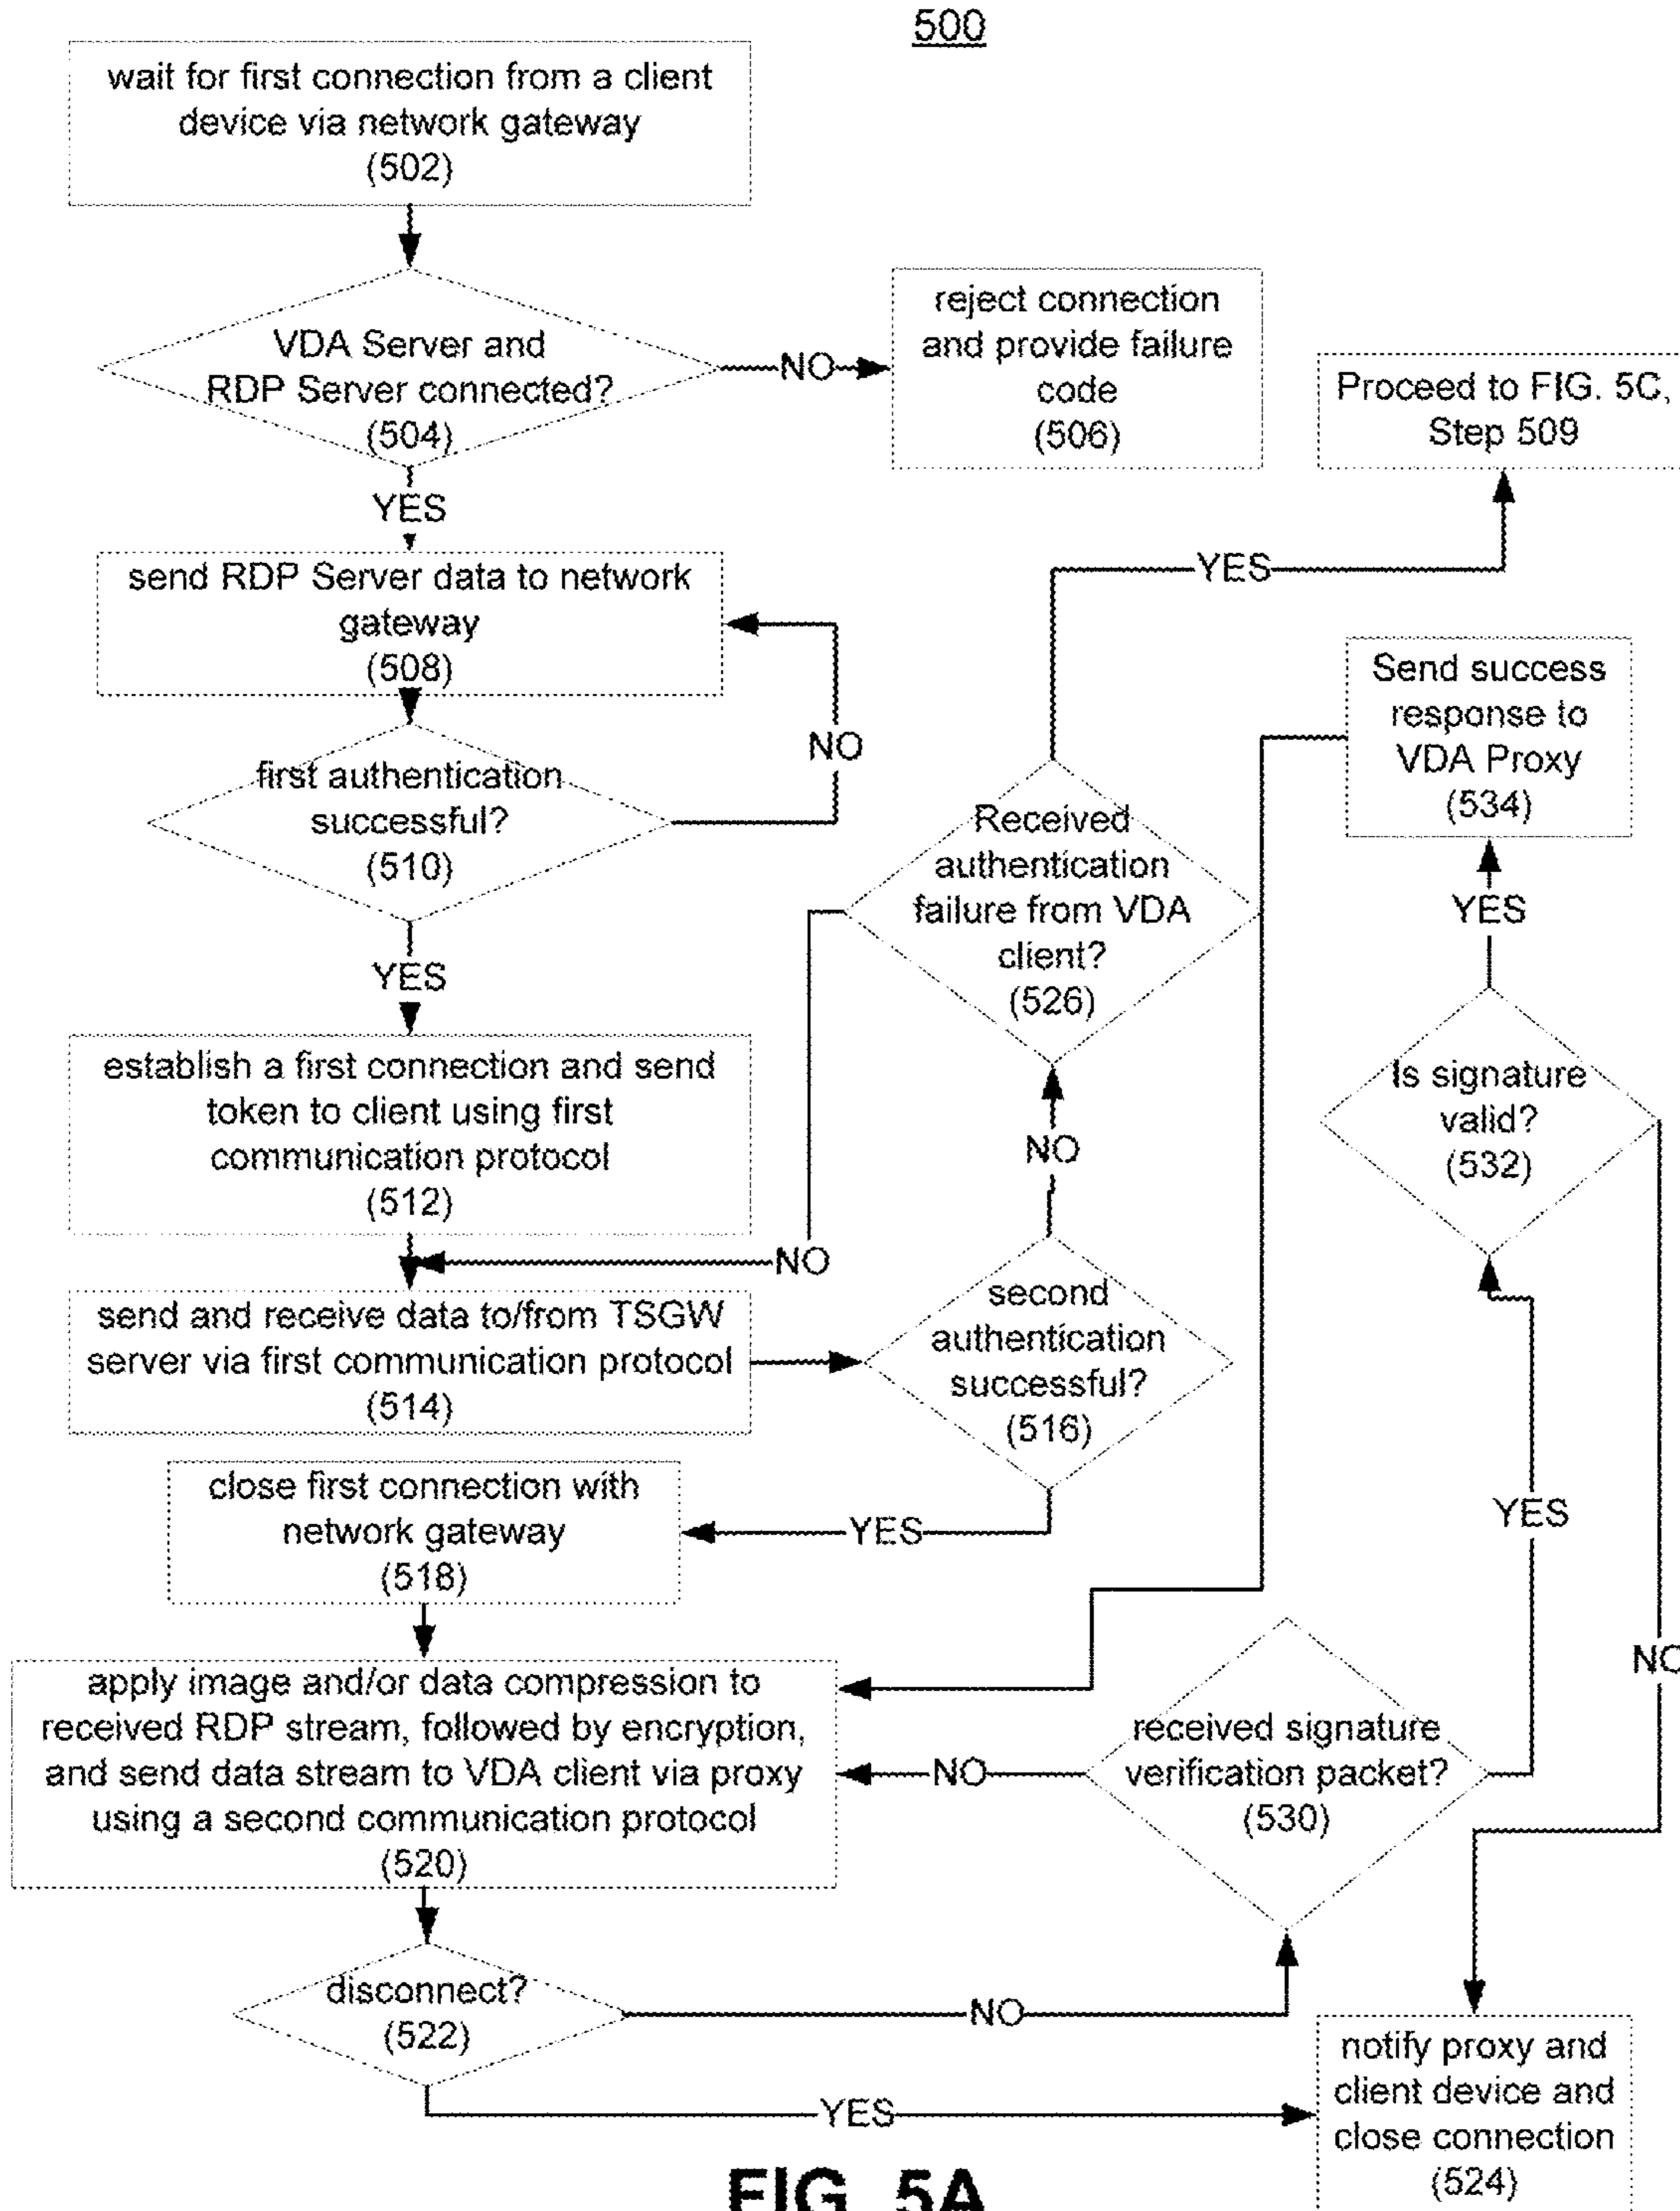 500
wait for first connection from a client
device via network gateway
(502)
VDA Server and
RDP Server connected?
(504)
NO
reject connection
and provide failure
code
(506)
Proceed to FIG. 5C,
Step 509
YES
send RDP Server data to network
gateway
(508)
YES
NO
first authentication
successful?
(510)
YES
Received
authentication
failure from VDA
client?
(526)
Send success
response to
VDA Proxy
(534)
YES
establish a first connection and send
token to client using first
communication protocol
(512)
NO
NO
Is signature
valid?
(532)
send and receive data to/from TSGW
server via first communication protocol
(514)
second
authentication
successful?
(516)
close first connection with
network gateway
(518)
YES
YES
NO
apply image and/or data compression to
received RDP stream, followed by encryption,
and send data stream to VDA client via proxy
using a second communication protocol
(520)
NO
received signature
verification packet?
(530)
disconnect?
(522)
NO
YES
notify proxy and
client device and
close connection
(524)
FIG. 5A